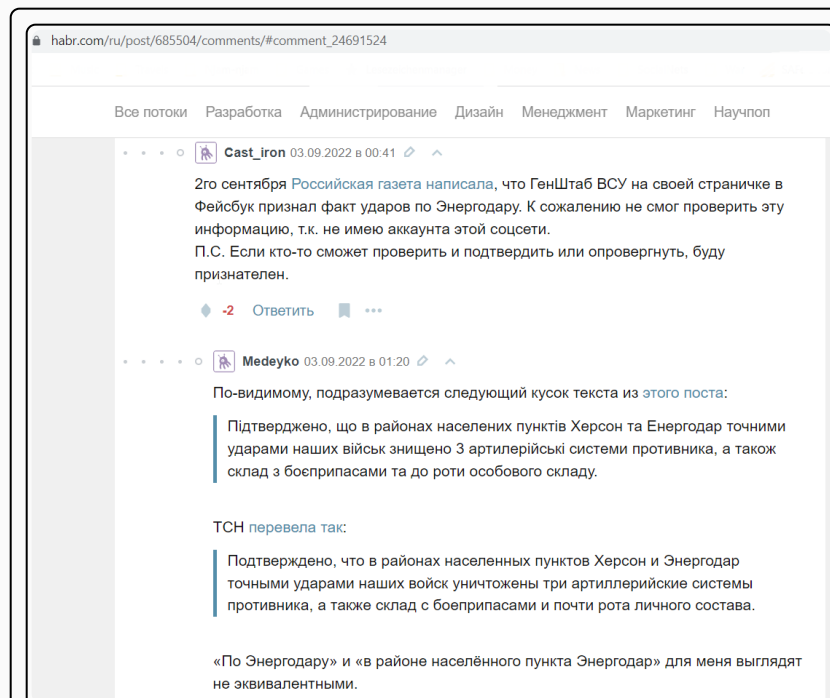 habr.com/ru/post/685504/comments/#comment_24691524
Все потоки Разработка Администрирование Дизайн Менеджмент Маркетинг Научпоп
Cast_iron 03.09.2022 в 00:41
2го сентября Российская газета написала, что ГенШтаб ВСУ на своей страничке в
Фейсбук признал факт ударов по Энергодару. К сожалению не смог проверить эту
информацию, т.к. не имею аккаунта этой соцсети.
П.С. Если кто-то сможет проверить и подтвердить или опровергнуть, буду
признателен.
-2 Ответить
Medeyko 03.09.2022 в 01:20
По-видимому, подразумевается следующий кусок текста из этого поста:
Підтверджено, що в районах населених пунктів Херсон та Енергодар точними
ударами наших військ знищено 3 артилерійські системи противника, а також
склад з боєприпасами та до роти особового складу.
ТСН перевела так:
Подтверждено, что в районах населенных пунктов Херсон и Энергодар
точными ударами наших войск уничтожены три артиллерийские системы
противника, а также склад с боеприпасами и почти рота личного состава.
«По Энергодару» и «в районе населённого пункта Энергодар» для меня выглядят
не эквивалентными.